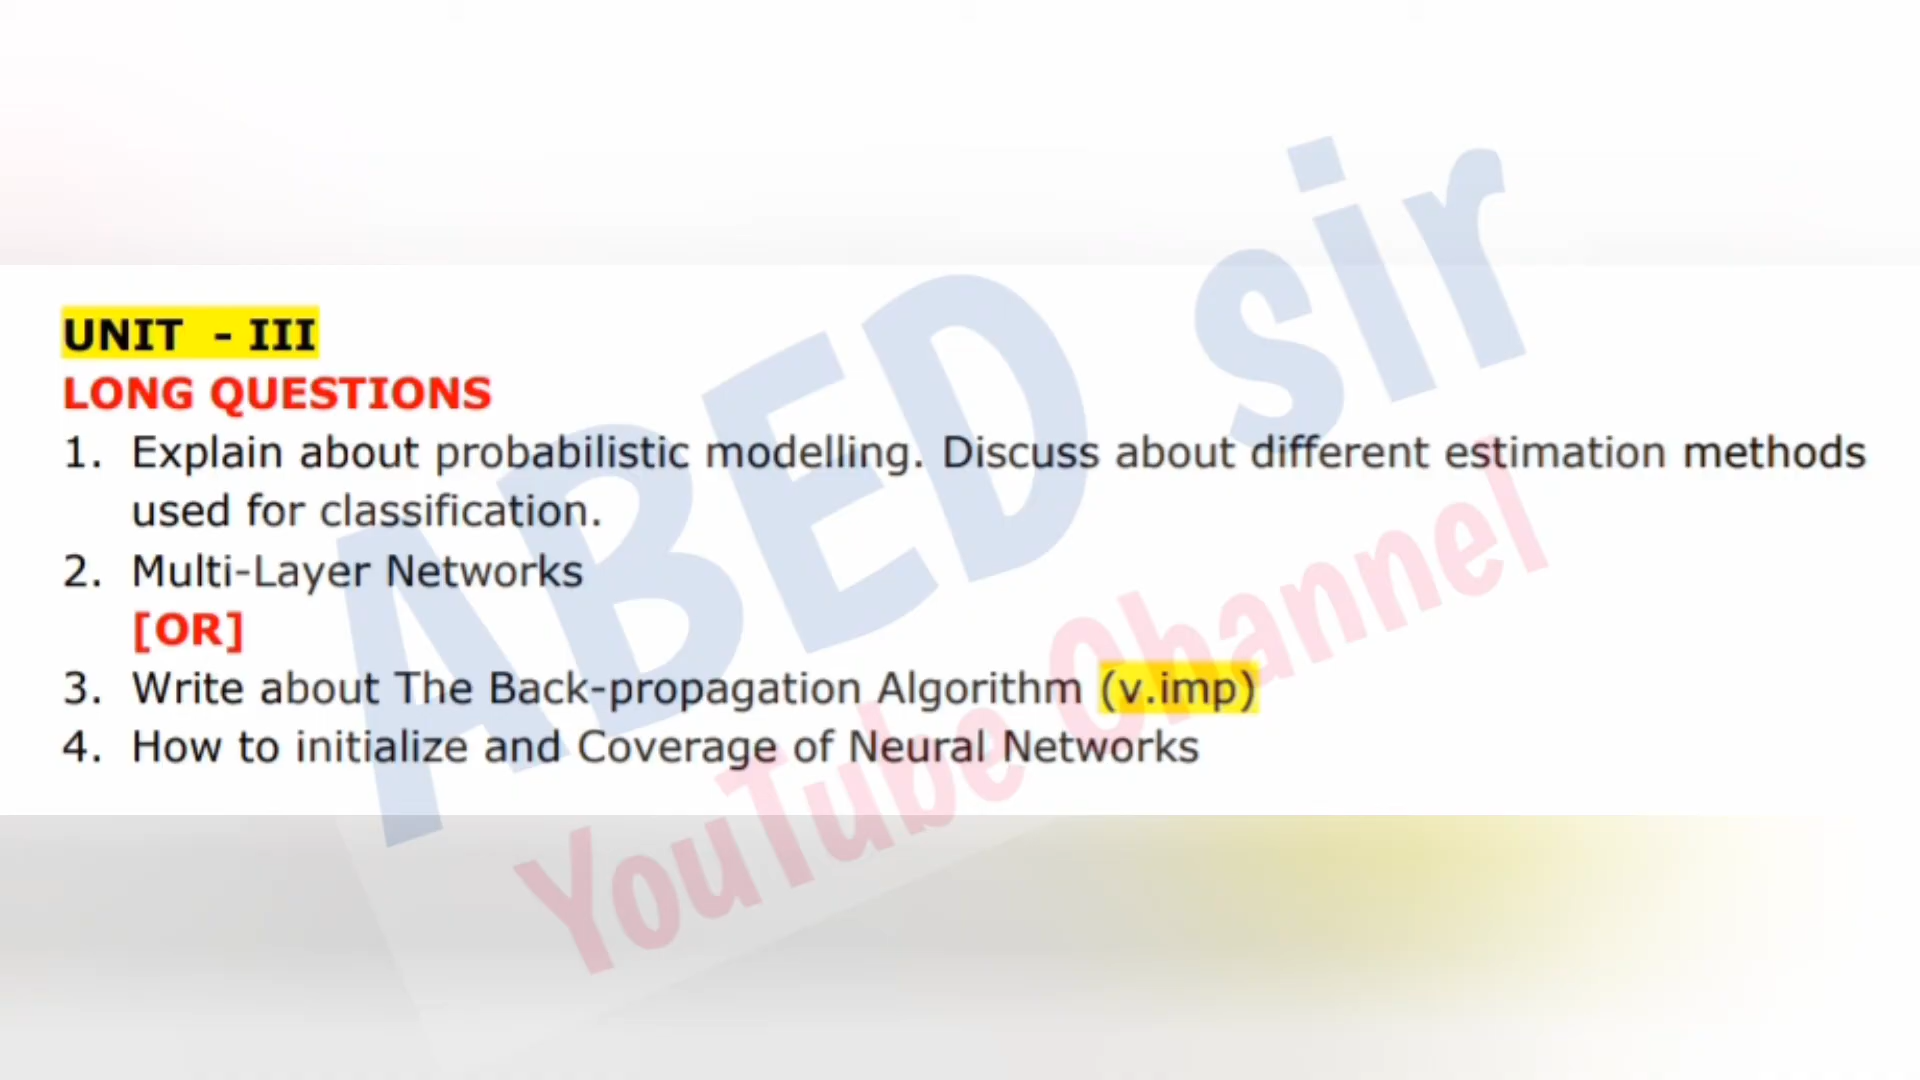 UNIT - III
LONG QUESTIONS
1. Explain about probabilistic modelling. Discuss about different estimation methods
used for classification.
2. Multi-Layer Networks
[OR]
3. Write about The Back-propagation Algorithm (v.imp)
4. How to initialize and Coverage of Neural Networks
ABED sir
YouTube Channel